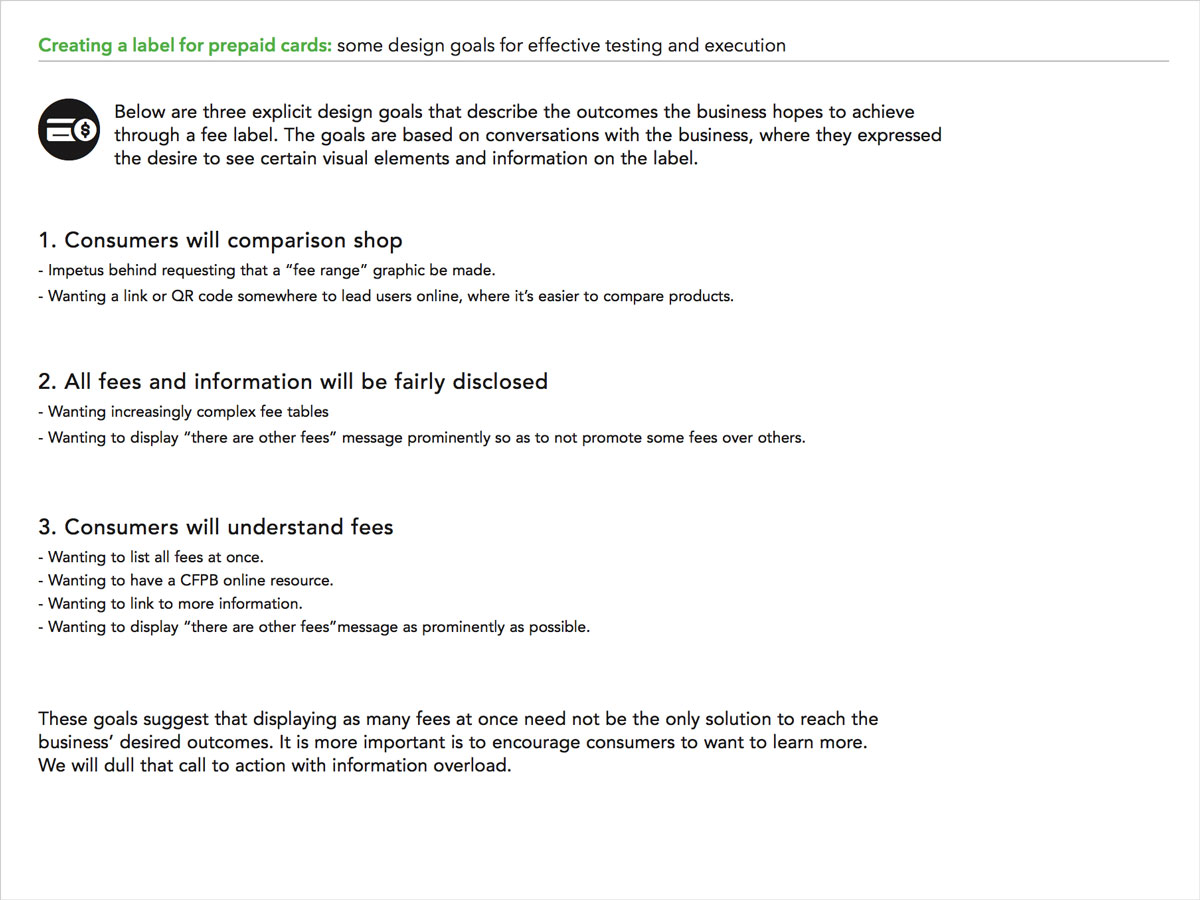 Creating a label for prepaid cards: some design goals for effective testing and execution
$
Below are three explicit design goals that describe the outcomes the business hopes to achieve
through a fee label. The goals are based on conversations with the business, where they expressed
the desire to see certain visual elements and information on the label.
1. Consumers will comparison shop
- Impetus behind requesting that a “fee range” graphic be made.
- Wanting a link or QR code somewhere to lead users online, where it’s easier to compare products.
2. All fees and information will be fairly disclosed
- Wanting increasingly complex fee tables
- Wanting to display “there are other fees” message prominently so as to not promote some fees over others.
3. Consumers will understand fees
- Wanting to list all fees at once.
- Wanting to have a CFPB online resource.
- Wanting to link to more information.
- Wanting to display “there are other fees”message as prominently as possible.
These goals suggest that displaying as many fees at once need not be the only solution to reach the
business’ desired outcomes. It is more important is to encourage consumers to want to learn more.
We will dull that call to action with information overload.